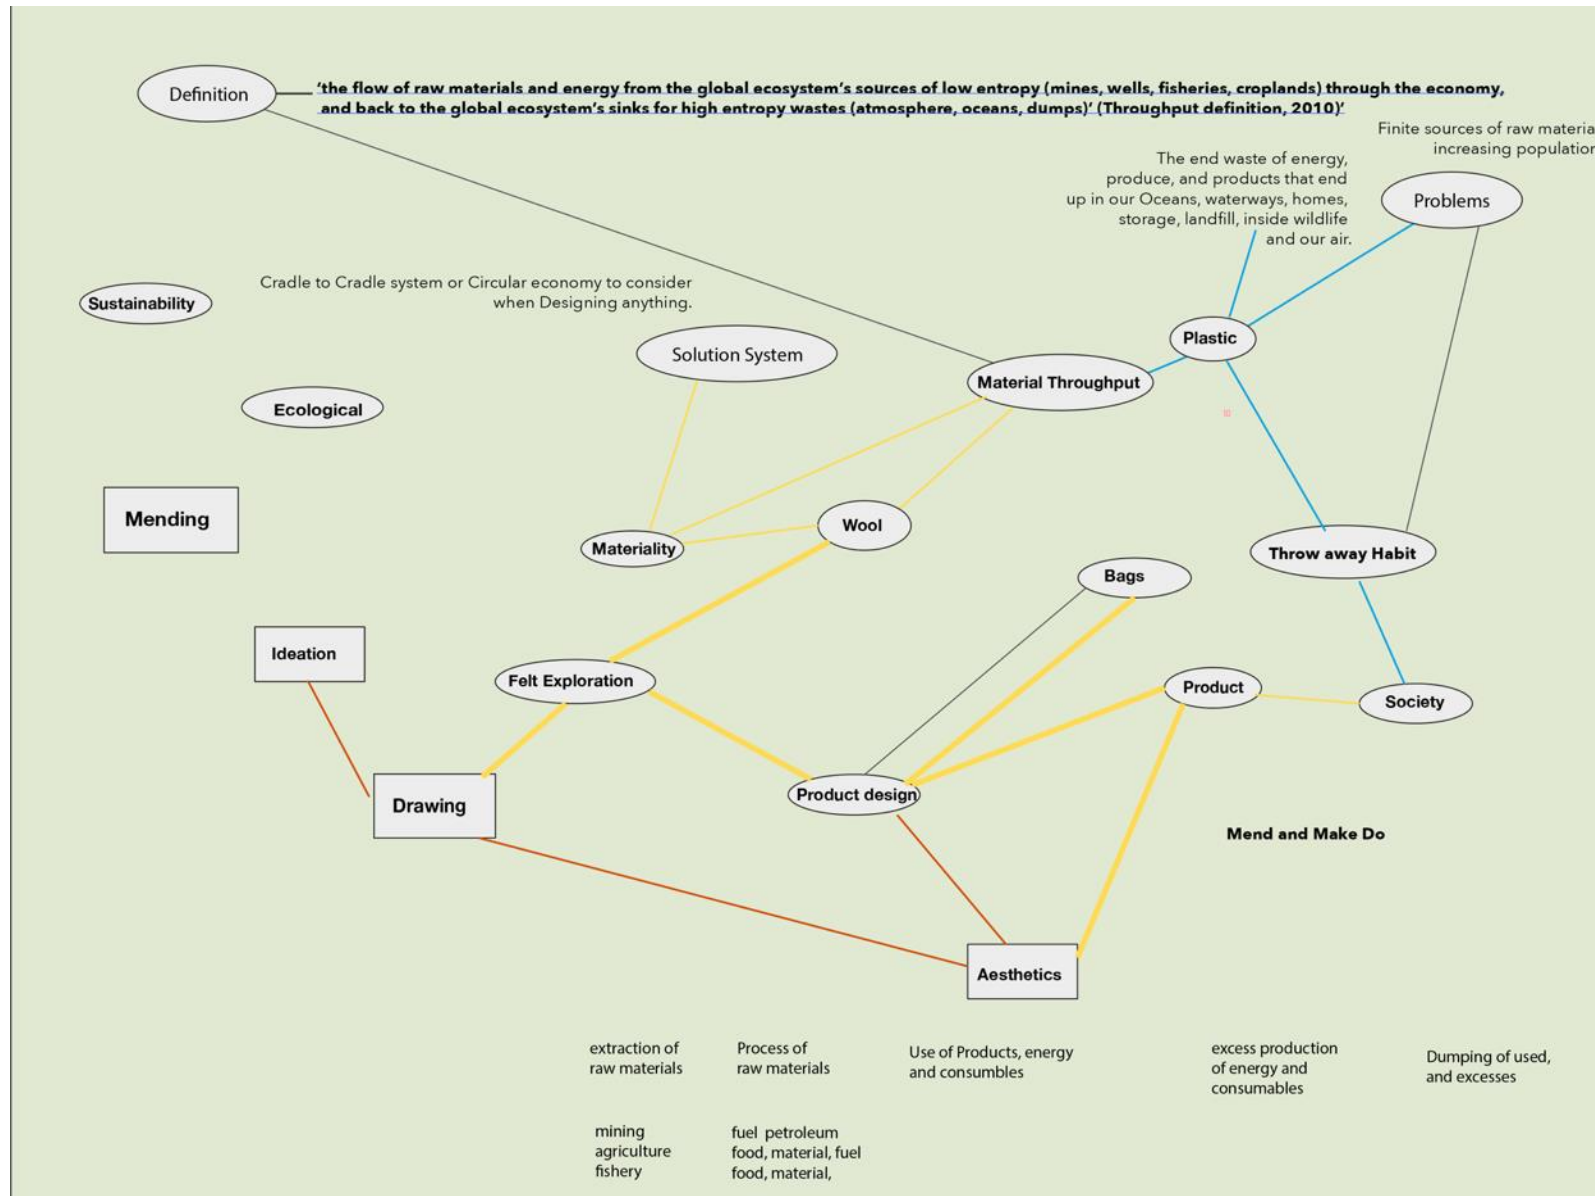 Definition
‘the flow of raw materials and energy from the global ecosystem’s sources of low entropy (mines, wells, fisheries, croplands) through the economy,
and back to the global ecosystem’s sinks for high entropy wastes (atmosphere, oceans, dumps)’ (Throughput definition, 2010)’
Finite sources of raw materia
increasing population
The end waste of energy,
produce, and products that end
up in our Oceans, waterways, homes,
storage, landfill, inside wildlife
and our air.
Problems
Sustainability
Cradle to Cradle system or Circular economy to consider
when Designing anything.
Solution System
Plastic
Material Throughput
Ecological
Mending
Wool
Materiality
Throw away Habit
Bags
Ideation
Felt Exploration
Product
Society
Drawing
Product design
Mend and Make Do
Aesthetics
extraction of
raw materials
Process of
raw materials
Use of Products, energy
and consumbles
excess production
of energy and
consumables
Dumping of used,
and excesses
mining
agriculture
fishery
fuel petroleum
food, material, fuel
food, material,